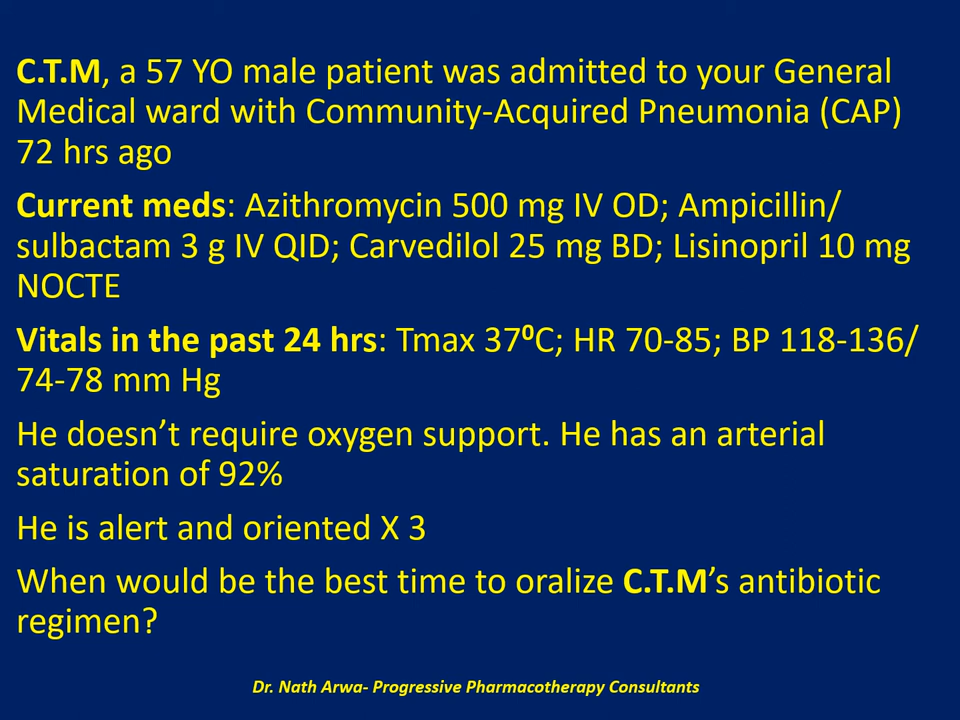 C.T.M, a 57 YO male patient was admitted to your General
Medical ward with Community-Acquired Pneumonia (CAP)
72 hrs ago
Current meds: Azithromycin 500 mg IV OD; Ampicillin/
sulbactam 3 g IV QID; Carvedilol 25 mg BD; Lisinopril 10 mg
NOCTE
Vitals in the past 24 hrs: Tmax 37⁰C; HR 70-85; BP 118-136/
74-78 mm Hg
He doesn’t require oxygen support. He has an arterial
saturation of 92%
He is alert and oriented X 3
When would be the best time to oralize C.T.M’s antibiotic
regimen?
Dr. Nath Arwa- Progressive Pharmacotherapy Consultants